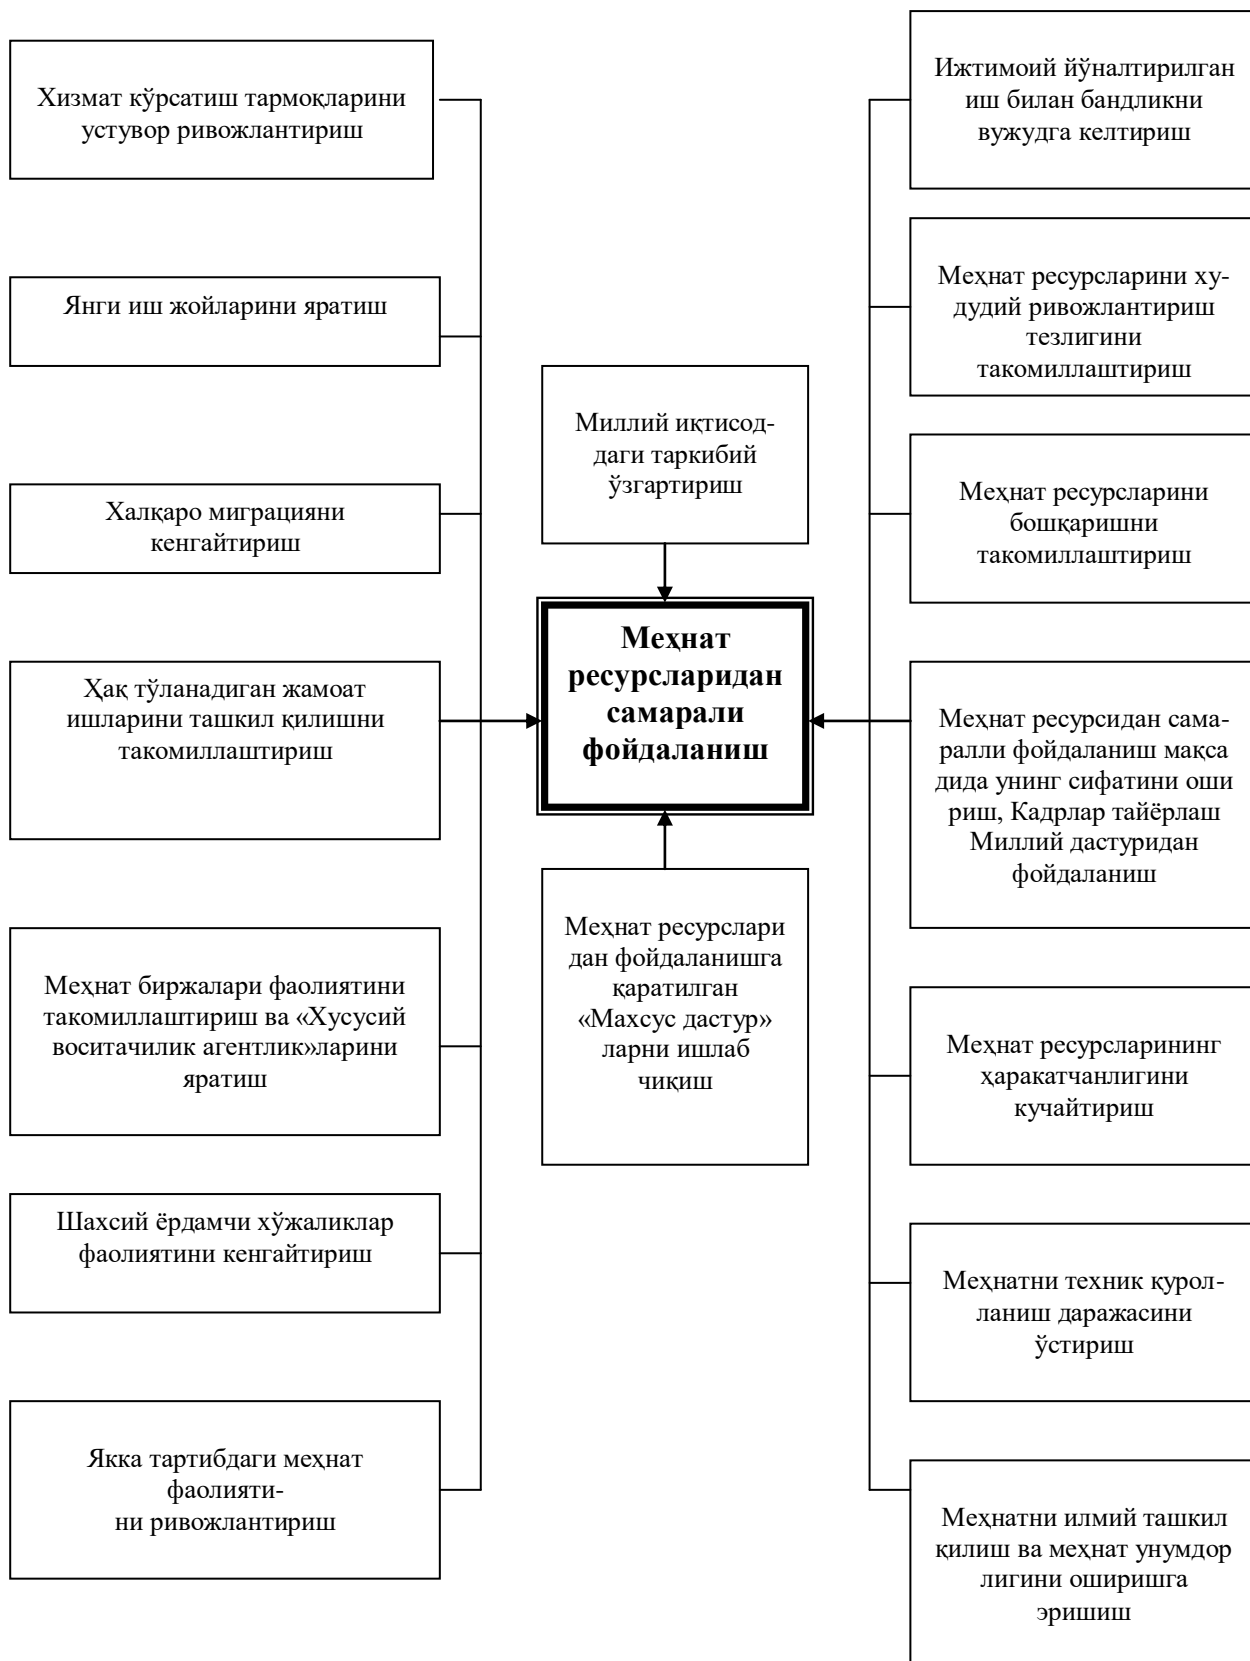 Хизмат кўрсатиш тармоқларини
устувор ривожлантириш
Янги иш жойларини яратиш
Халқаро миграцияни
кенгайтириш
Ҳақ тўланадиган жамоат
ишларини ташкил қилишни
такомиллаштириш
Меҳнат биржалари фаолиятини
такомиллаштириш ва «Хусусий
воситачилик агентлик»ларини
яратиш
Шахсий ёрдамчи хўжаликлар
фаолиятини кенгайтириш
Якка тартибдаги меҳнат
фаолияти-
ни ривожлантириш
Миллий иқтисод-
даги таркибий
ўзгартириш
Меҳнат
ресурсларидан
самарали
фойдаланиш
Меҳнат ресурслари
дан фойдаланишга
қаратилган
«Махсус дастур»
ларни ишлаб
чиқиш
Ижтимоий йўналтирилган
иш билан бандликни
вужудга келтириш
Меҳнат ресурсларини ху-
дудий ривожлантириш
тезлигини
такомиллаштириш
Меҳнат ресурсларини
бошқаришни
такомиллаштириш
Меҳнат ресурсидан сама-
ралли фойдаланиш мақса
дида унинг сифатини оши
риш, Кадрлар тайёрлаш
Миллий дастуридан
фойдаланиш
Меҳнат ресурсларининг
ҳаракатчанлигини
кучайтириш
Меҳнатни техник қурол-
ланиш даражасини
ўстириш
Меҳнатни илмий ташкил
қилиш ва меҳнат унумдор
лигини оширишга
эришиш